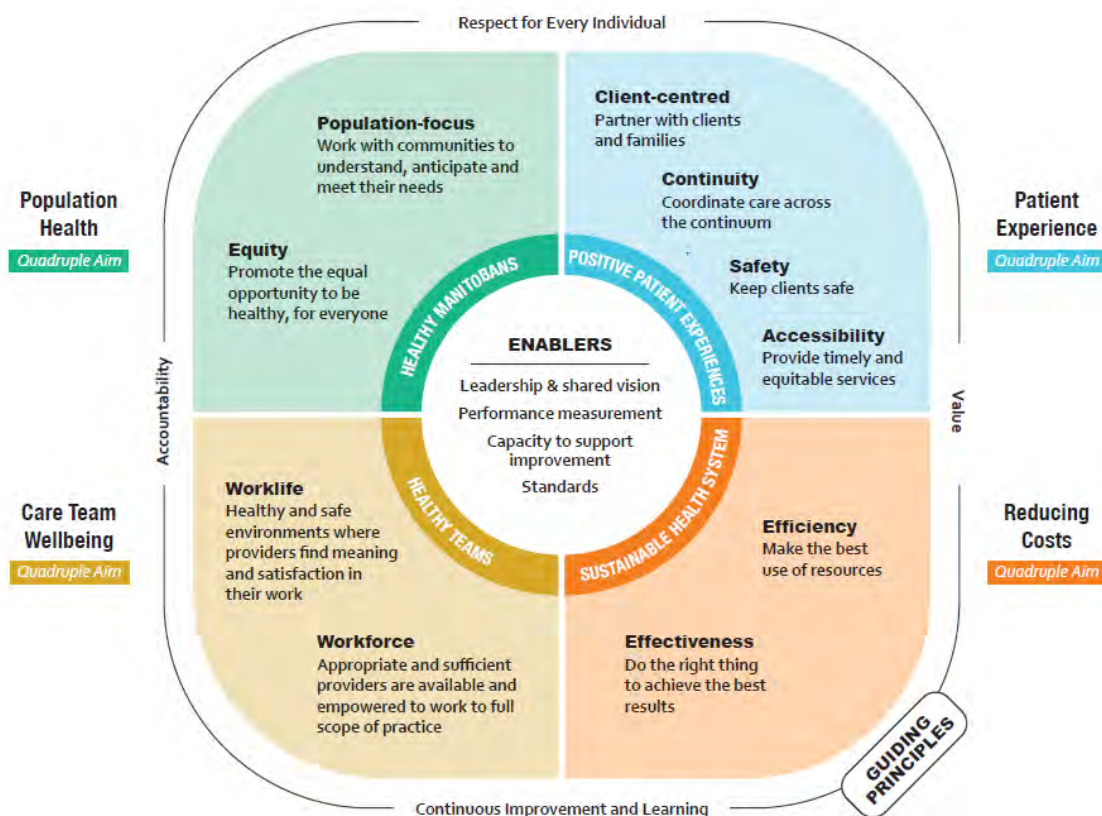 Respect for Every Individual
Population
Health
Quadruple Aim
Population-focus
Work with communities to
understand, anticipate and
meet their needs
Equity
Promote the equal
opportunity to be
healthy, for everyone
HEALTHY MANITOBANS
Client-centred
Partner with clients
and families
Continuity
Coordinate care across
the continuum
Safety
Keep clients safe
Accessibility
Provide timely and
equitable services
POSITIVE PATIENT EXPERIENCES
Patient
Experience
Quadruple Aim
ENABLERS
Leadership & shared vision
Performance measurement
Capacity to support
improvement
Standards
Accountability
Value
Care Team
Wellbeing
Quadruple Aim
Worklife
Healthy and safe
environments where
providers find meaning
and satisfaction in
their work
Workforce
Appropriate and sufficient
providers are available and
empowered to work to full
scope of practice
HEALTHY TEAMS
SUSTAINABLE HEALTH SYSTEM
Efficiency
Make the best
use of resources
Effectiveness
Do the right thing
to achieve the best
results
Reducing
Costs
Quadruple Aim
GUIDING
PRINCIPLES
Continuous Improvement and Learning